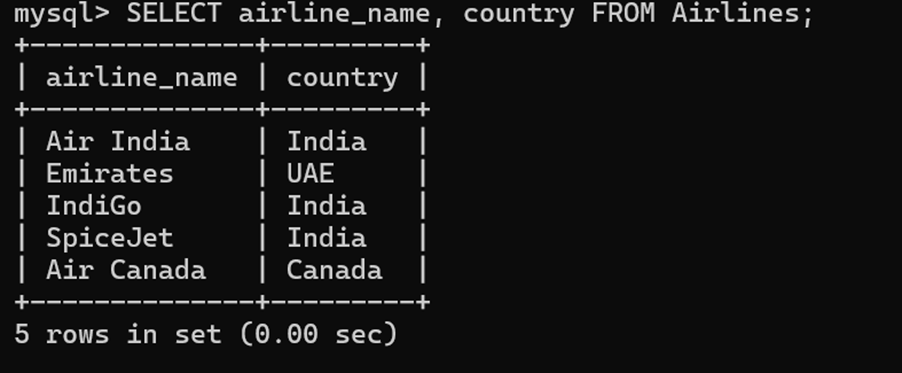 mysql> SELECT airline_name, country FROM Airlines;
+--------------+---------+
| airline_name | country |
+--------------+---------+
| Air India    | India   |
| Emirates     | UAE     |
| IndiGo       | India   |
| SpiceJet     | India   |
| Air Canada   | Canada  |
+--------------+---------+
5 rows in set (0.00 sec)